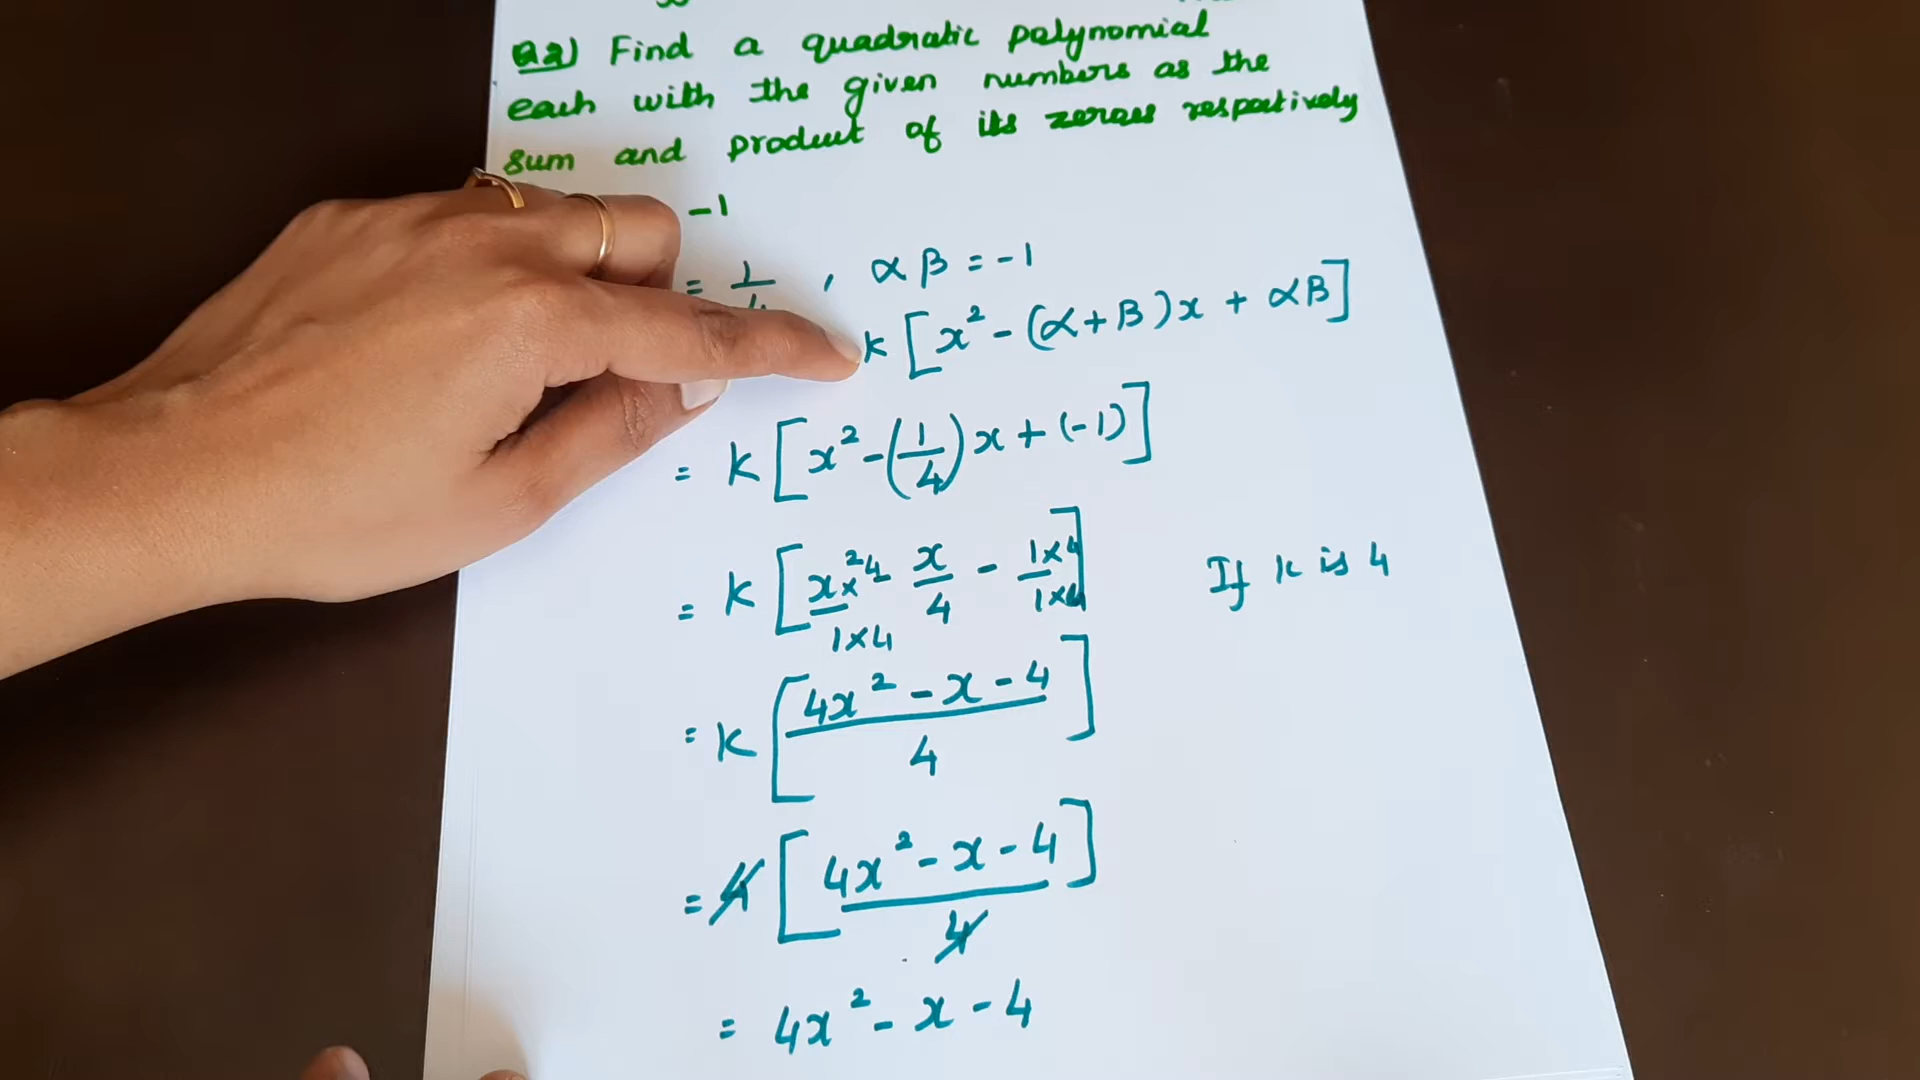 Q2) Find a quadratic polynomial
each with the given numbers as the
sum and product of its zeroes respectively
-1
= 1/4 , αβ = -1
k [x² - (α+β)x + αβ]
= k [x² - (1/4)x + (-1)]
= k [x²×4/1×4 x/4 - 1×4/1×4]
If k is 4
= k [4x² - x - 4/4]
= 4 [4x² - x - 4/4]
= 4x² - x - 4